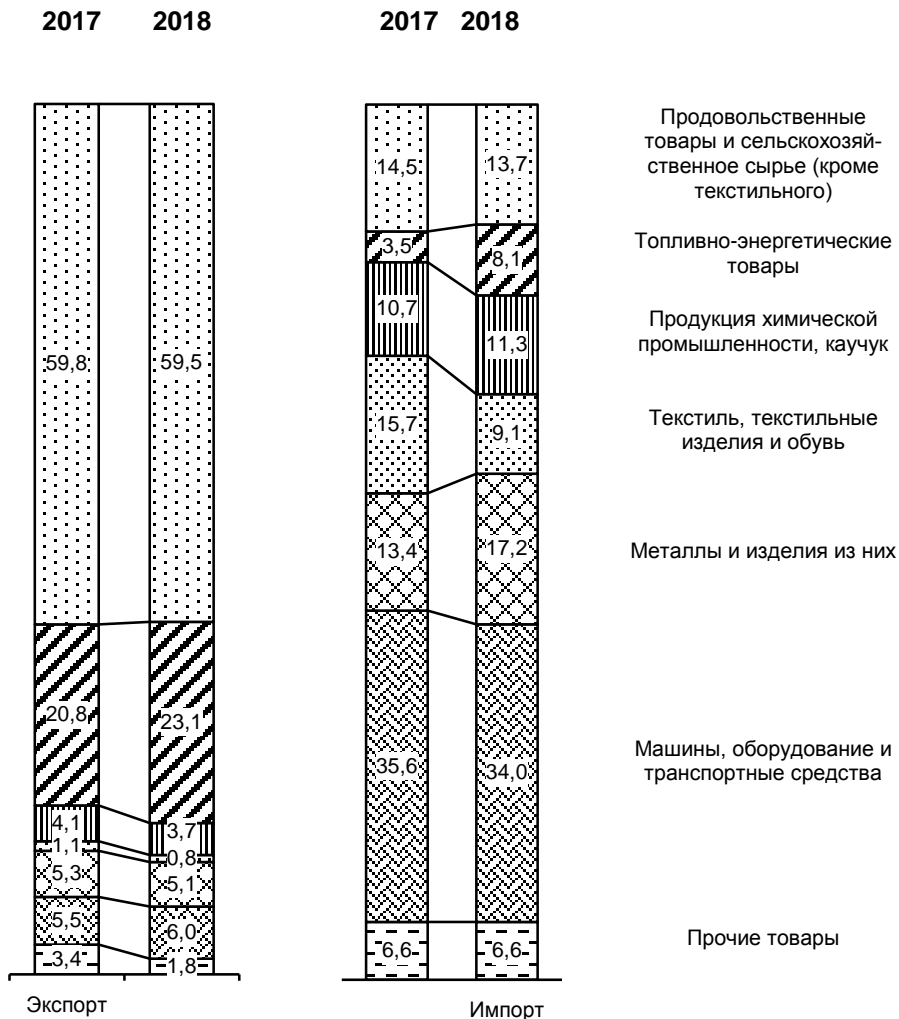 2017 2018 2017 2018
Продовольственные
товары и сельскохозяй-
ственное сырье (кроме
текстильного)
14,5 13,7
Топливно-энергетические
товары
3,5 8,1
Продукция химической
промышленности, каучук
10,7 11,3
59,8 59,5
Текстиль, текстильные
изделия и обувь
15,7 9,1
Металлы и изделия из них
13,4 17,2
20,8 23,1
Машины, оборудование и
транспортные средства
35,6 34,0
4,1 3,7
1,1 0,8
5,3 5,1
5,5 6,0
Прочие товары
3,4 1,8 6,6 6,6
Экспорт Импорт